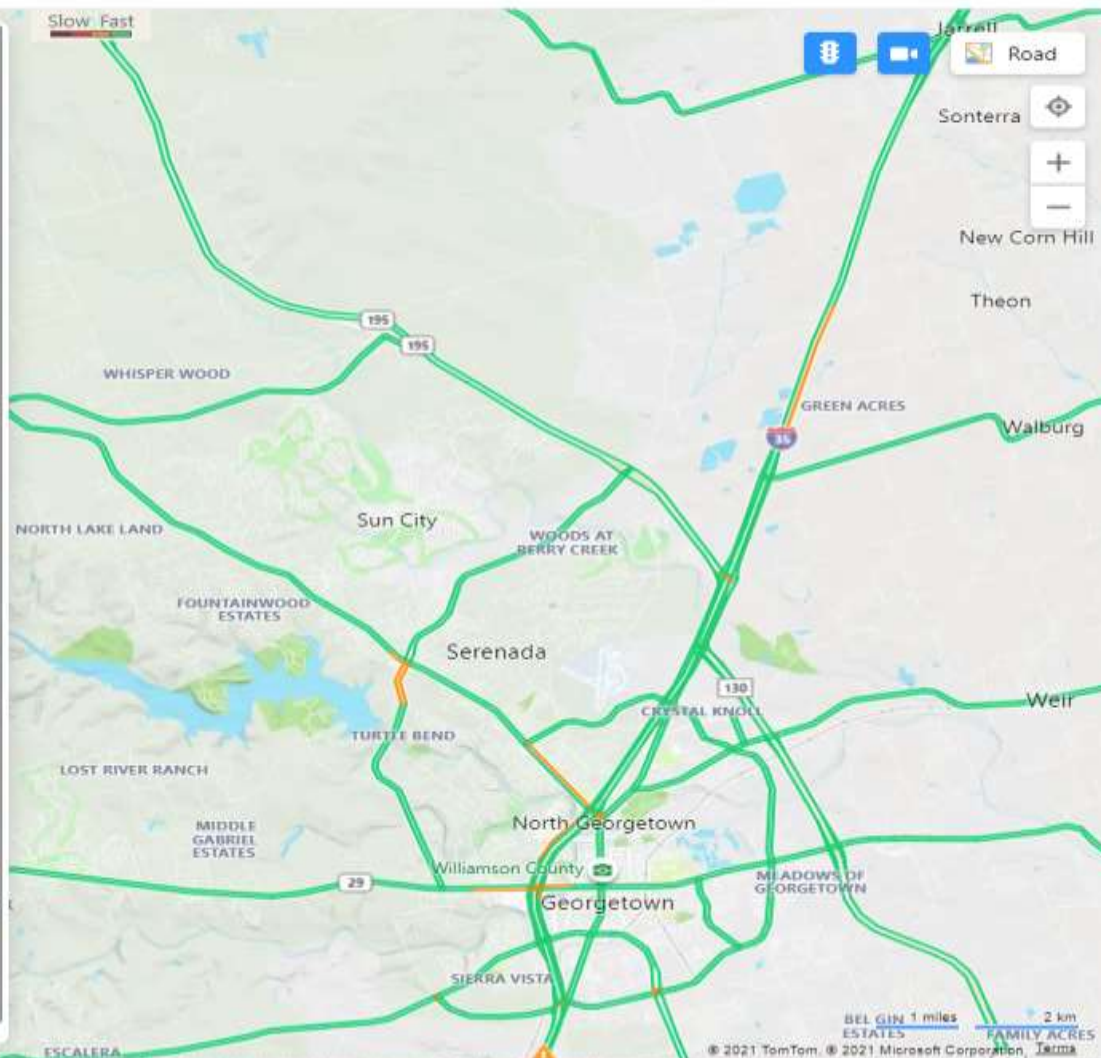 Slow Fast
Jarrell
Road
Sonterra
New Corn Hill
Theon
195
195
WHISPER WOOD
GREEN ACRES
Walburg
35
NORTH LAKE LAND
Sun City
WOODS AT
BERRY CREEK
FOUNTAINWOOD
ESTATES
Serenada
130
Weir
CRYSTAL KNOLL
TURTLE BEND
LOST RIVER RANCH
MIDDLE
GABRIEL
ESTATES
North Georgetown
Williamson County
MEADOWS OF
GEORGETOWN
29
Georgetown
SIERRA VISTA
BEL GIN
ESTATES
1 miles
2 km
FAMILY ACRES
ESCALERA
© 2021 TomTom, © 2021 Microsoft Corporation, Terms